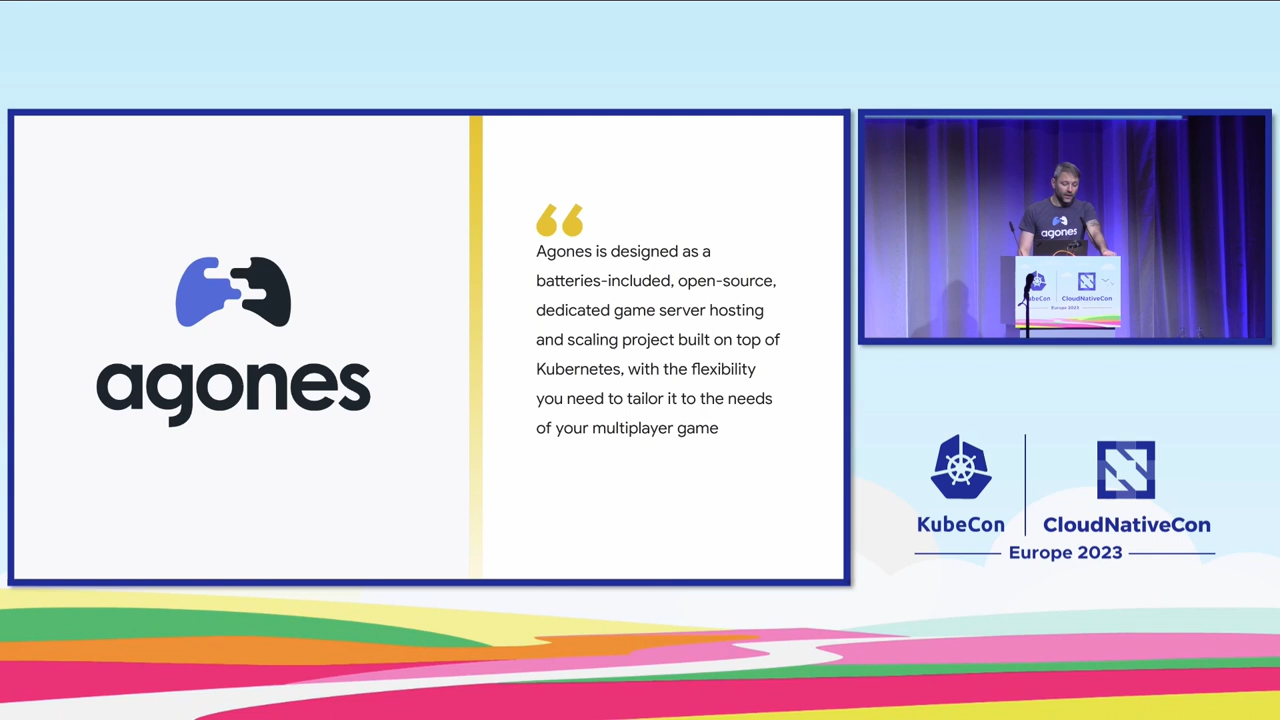 agones
Agones is designed as a
batteries-included, open-source,
dedicated game server hosting
and scaling project built on top of
Kubernetes, with the flexibility
you need to tailor it to the needs
of your multiplayer game
agones
KubeCon
CloudNativeCon
Europe 2023
KubeCon
CloudNativeCon
Europe 2023